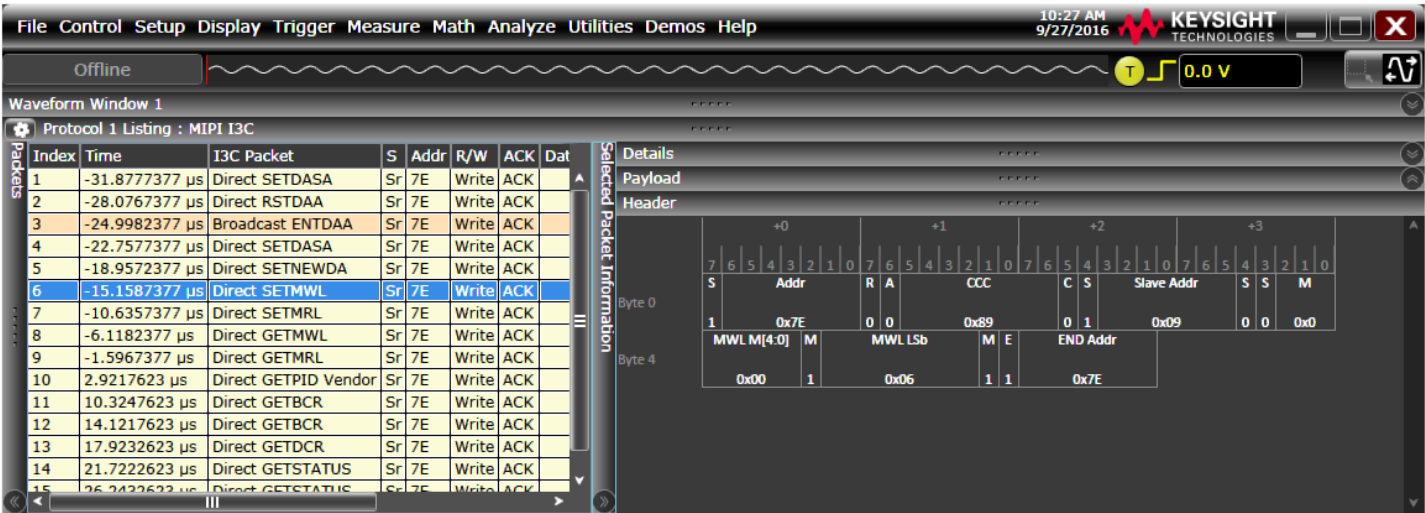 File Control Setup Display Trigger Measure Math Analyze Utilities Demos Help
10:27 AM
9/27/2016
KEYSIGHT
TECHNOLOGIES
Offline
T
0.0 V
Waveform Window 1
Protocol 1 Listing : MIPI I3C
Packets
Index Time I3C Packet S Addr R/W ACK Dat
1 -31.8777377 µs Direct SETDASA Sr 7E Write ACK
2 -28.0767377 µs Direct RSTDAA Sr 7E Write ACK
3 -24.9982377 µs Broadcast ENTDAA Sr 7E Write ACK
4 -22.7577377 µs Direct SETDASA Sr 7E Write ACK
5 -18.9572377 µs Direct SETNEWDA Sr 7E Write ACK
6 -15.1587377 µs Direct SETMWL Sr 7E Write ACK
7 -10.6357377 µs Direct SETMRL Sr 7E Write ACK
8 -6.1182377 µs Direct GETMWL Sr 7E Write ACK
9 -1.5967377 µs Direct GETMRL Sr 7E Write ACK
10 2.9217623 µs Direct GETPID Vendor Sr 7E Write ACK
11 10.3247623 µs Direct GETBCR Sr 7E Write ACK
12 14.1217623 µs Direct GETBCR Sr 7E Write ACK
13 17.9232623 µs Direct GETDCR Sr 7E Write ACK
14 21.7222623 µs Direct GETSTATUS Sr 7E Write ACK
15 26.2432623 µs Direct GETSTATUS Sr 7E Write ACK
Selected Packet Information
Details
Payload
Header
+0 +1 +2 +3
7 6 5 4 3 2 1 0 7 6 5 4 3 2 1 0 7 6 5 4 3 2 1 0 7 6 5 4 3 2 1 0
S Addr R A CCC C S Slave Addr S S M
Byte 0
1 0x7E 0 0 0x89 0 1 0x09 0 0 0x0
MWL M[4:0] M MWL LSb M E END Addr
Byte 4
0x00 1 0x06 1 1 0x7E